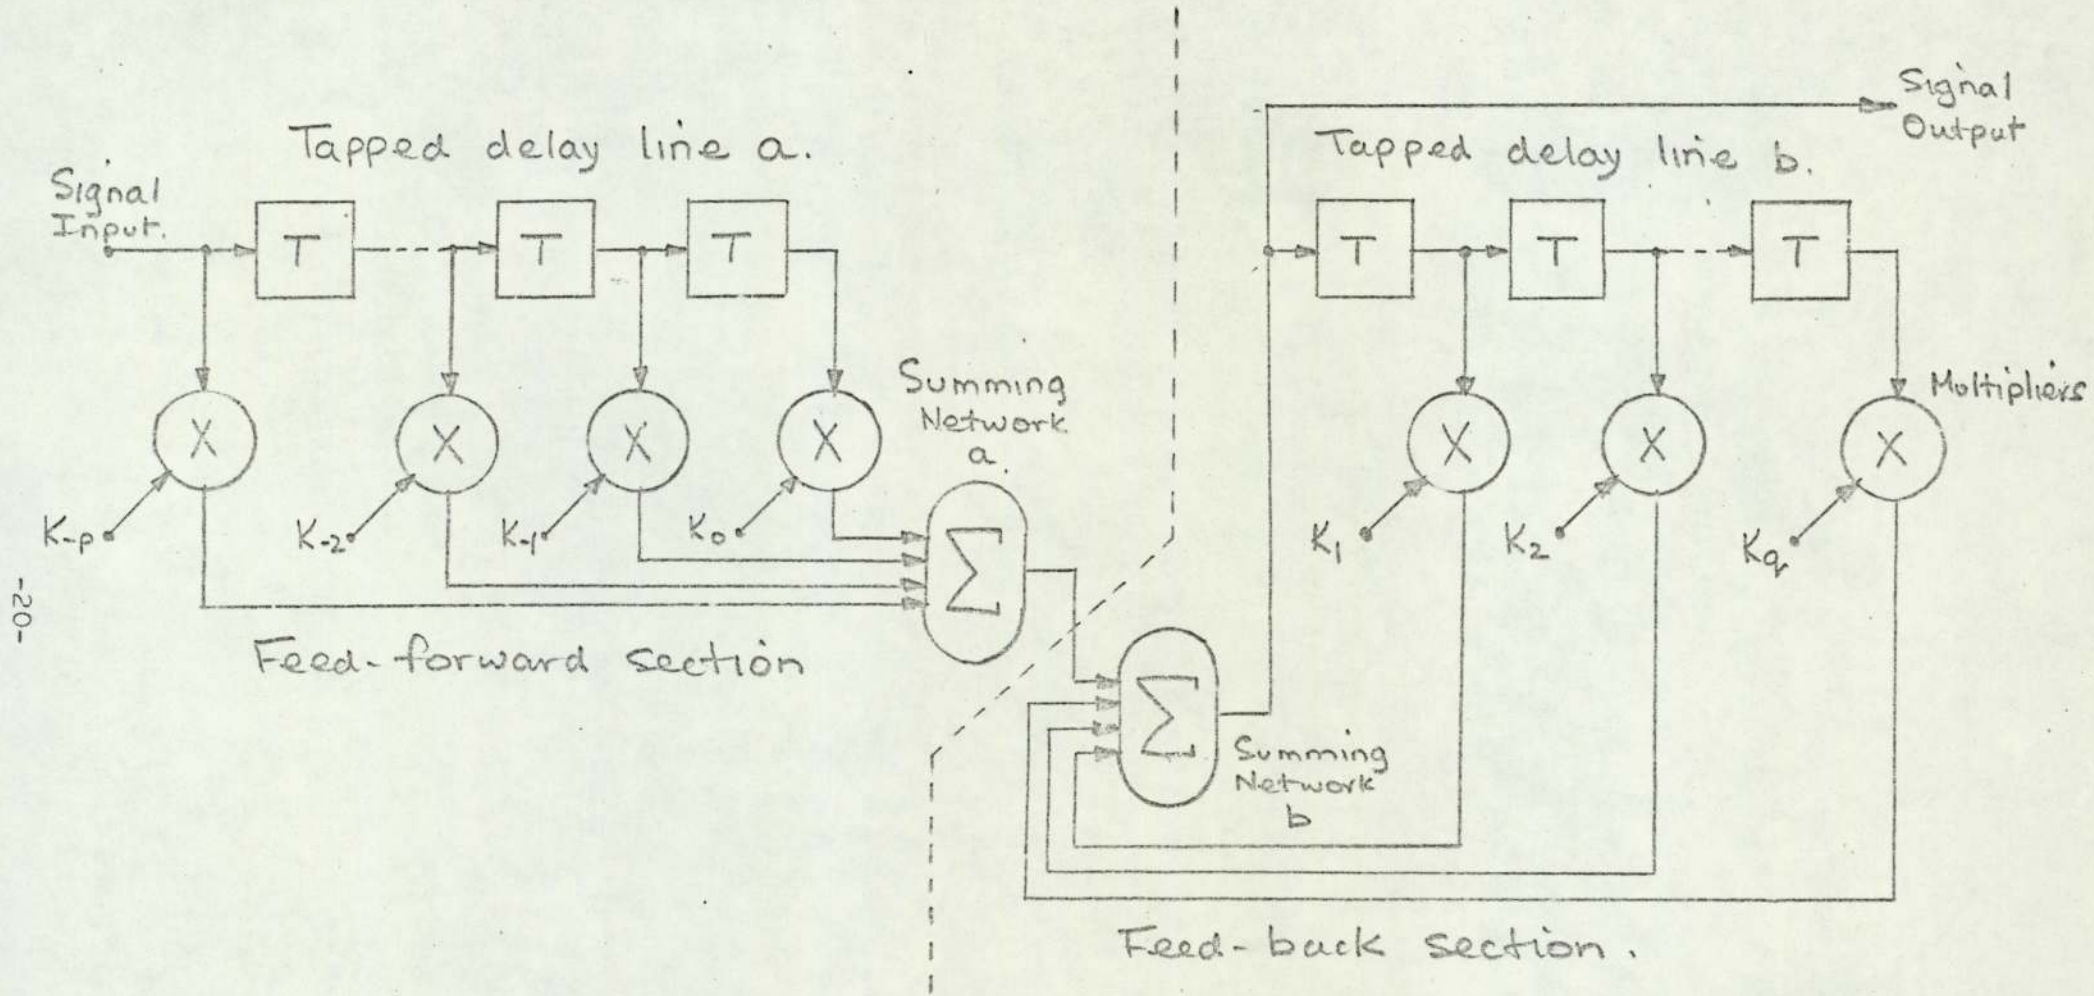 Signal
Output
Tapped delay line a.
Tapped delay line b.
Signal
Input.
T
T
T
T
T
T
Summing
Network
a.
Multipliers
X
X
X
X
X
X
X
K-p
K-2
K-1
K0
K1
K2
Kq
Σ
-20-
Feed-forward section
Σ
Summing
Network
b
Feed-back section.